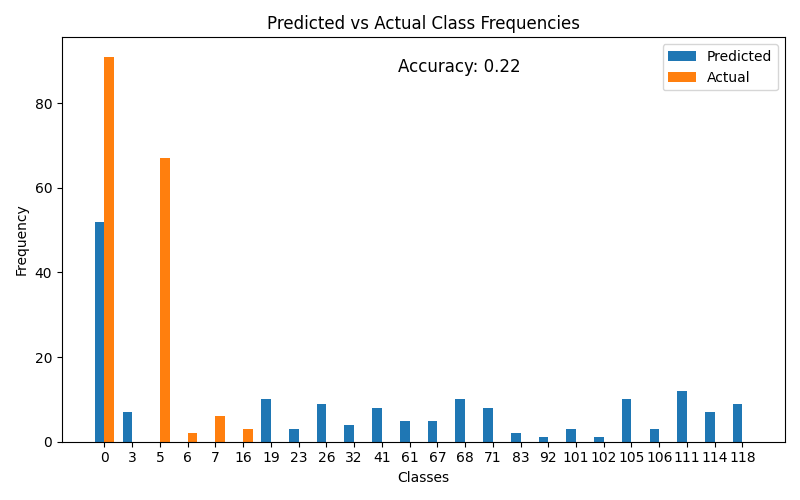 Predicted vs Actual Class Frequencies
Accuracy: 0.22
Predicted
Actual
Frequency
80
60
40
20
0
0 3 5 6 7 16 19 23 26 32 41 61 67 68 71 83 92 101 102 105 106 111 114 118
Classes